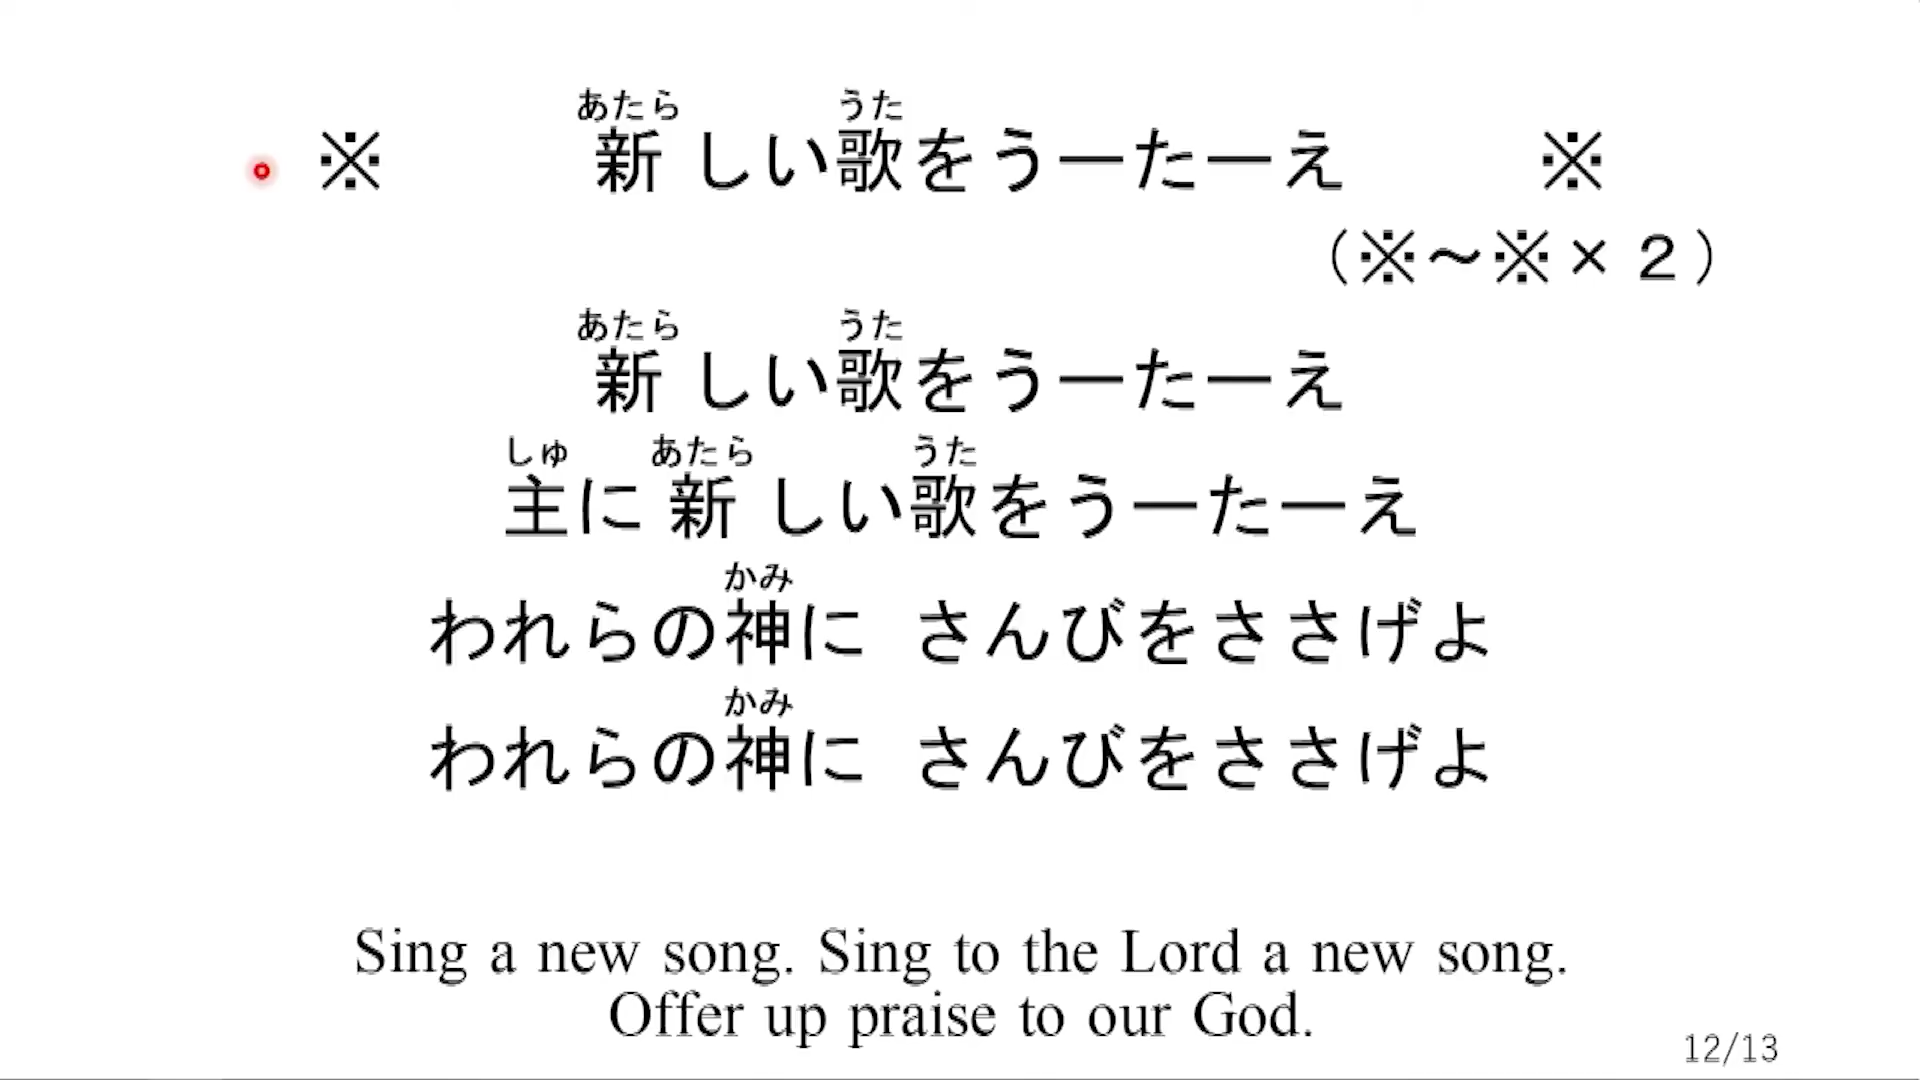 あたら うた
※ 新しい歌をうーたーえ ※
（※～※×２）
あたら うた
新しい歌をうーたーえ
しゅ あたら うた
主に新しい歌をうーたーえ
かみ
われらの神に さんびをささげよ
かみ
われらの神に さんびをささげよ
Sing a new song. Sing to the Lord a new song.
Offer up praise to our God.
12/13